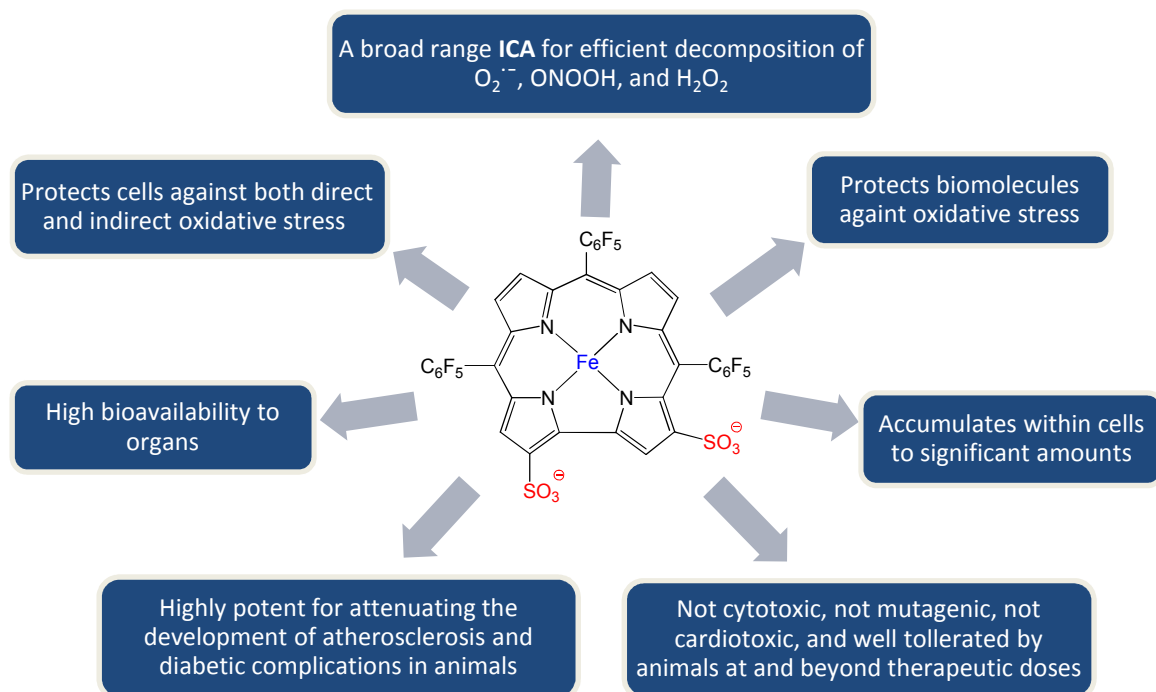 A broad range ICA for efficient decomposition of
O₂˙⁻, ONOOH, and H₂O₂
Protects cells against both direct
and indirect oxidative stress
Protects biomolecules
againt oxidative stress
C₆F₅
N
N
C₆F₅
Fe
C₆F₅
N
N
High bioavailability to
organs
Accumulates within cells
to significant amounts
SO₃⊖
SO₃⊖
Highly potent for attenuating the
development of atherosclerosis and
diabetic complications in animals
Not cytotoxic, not mutagenic, not
cardiotoxic, and well tollerated by
animals at and beyond therapeutic doses